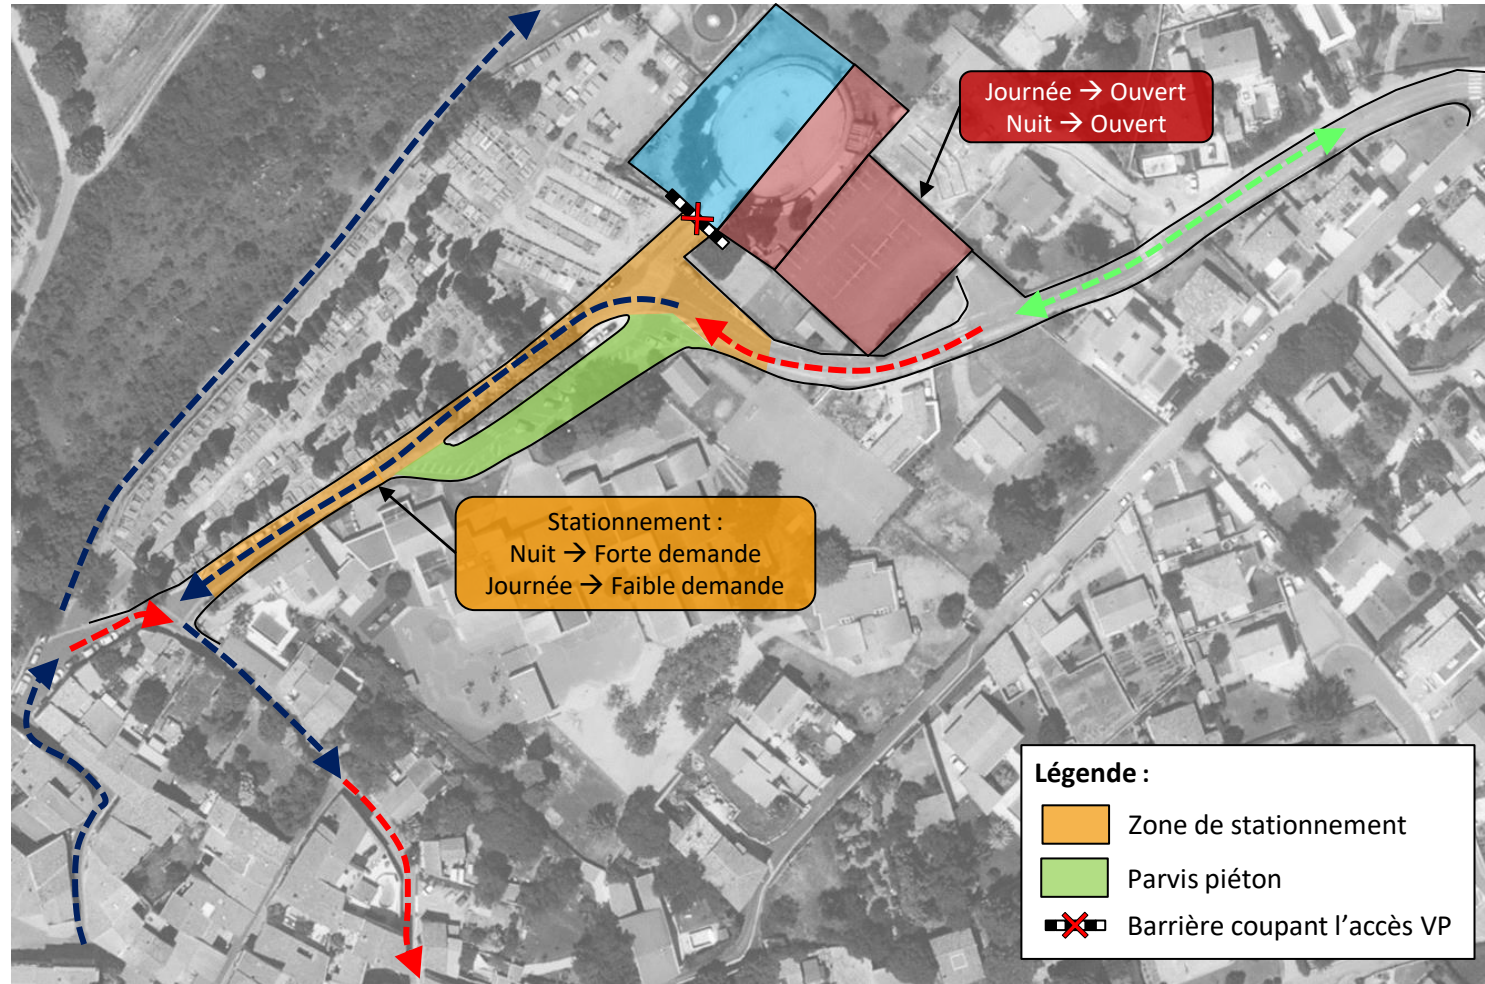 Journée → Ouvert
Nuit → Ouvert
Stationnement :
Nuit → Forte demande
Journée → Faible demande
Légende :
Zone de stationnement
Parvis piéton
Barrière coupant l’accès VP